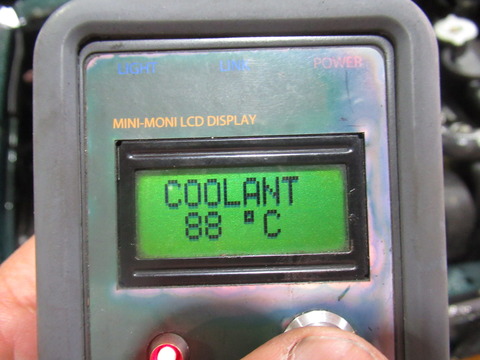 LIGHT LINK POWER
MINI-MONI LCD DISPLAY
COOLANT
88 °C